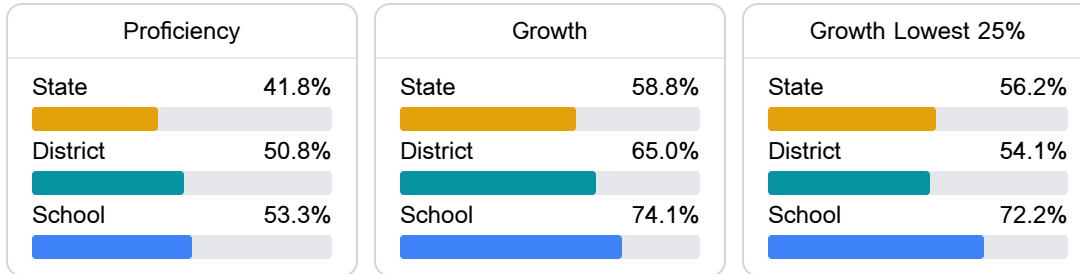 Proficiency
State 41.8%
District 50.8%
School 53.3%
Growth
State 58.8%
District 65.0%
School 74.1%
Growth Lowest 25%
State 56.2%
District 54.1%
School 72.2%